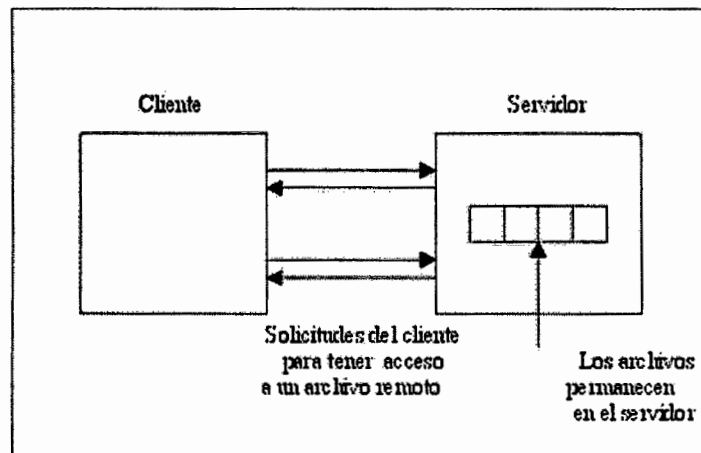 Cliente
Servidor
Solicitudes del cliente
para tener acceso
a un archivo remoto
Los archivos
permanecen
en el servidor